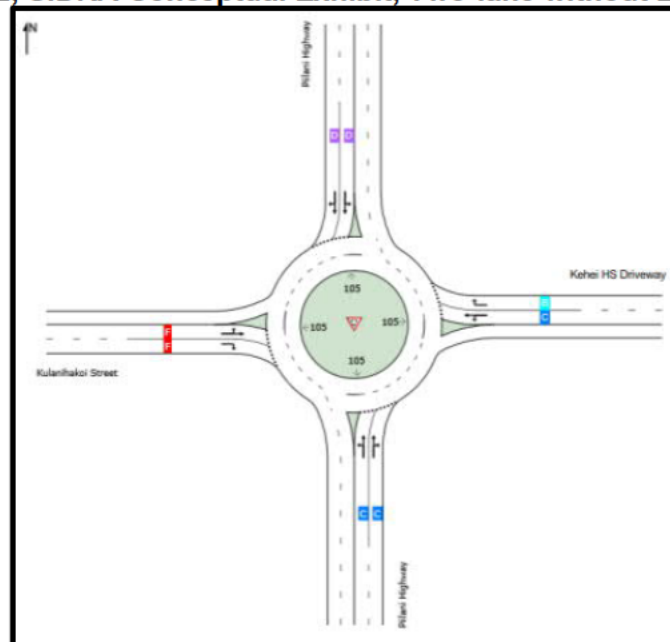 N
Piilani Highway
D D
Kehei HS Driveway
B
C
105
105
105
105
F
F
Kulanihakoi Street
C C
Piilani Highway